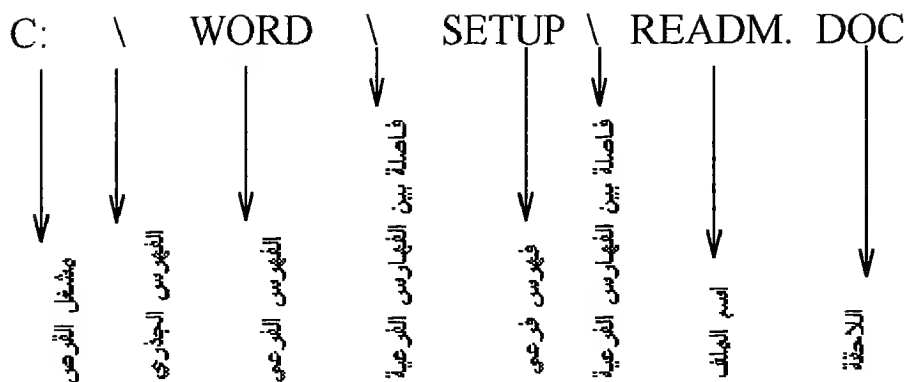 C: \ WORD \ SETUP \ READM. DOC
مشغل القرص
الفهرس الجذري
الفهرس الفرعي
فاصلة بين الفهارس الفرعية
فهرس فرعي
فاصلة بين الفهارس الفرعية
اسم الملف
اللاحقة